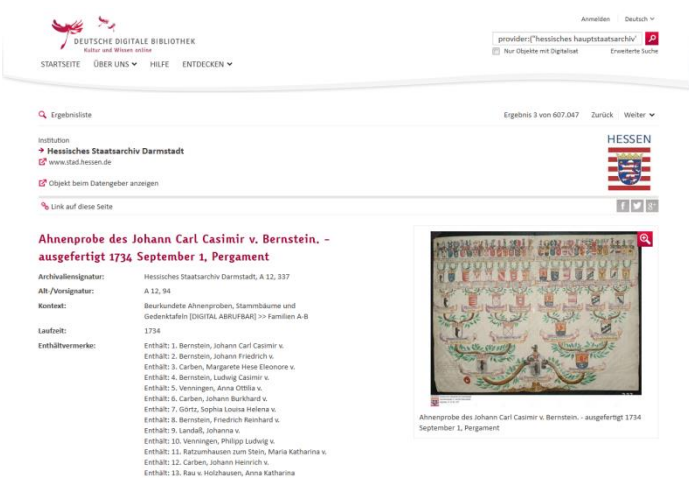 Anmelden Deutsch
DEUTSCHE DIGITALE BIBLIOTHEK
Kultur und Wissen online
provider:("hessisches hauptstaatsarchiv"
Nur Objekte mit Digitalisat Erweiterte Suche
STARTSEITE ÜBER UNS HILFE ENTDECKEN
Ergebnisliste Ergebnis 3 von 607.047 Zurück Weiter
Institution
Hessisches Staatsarchiv Darmstadt
www.stad.hessen.de
HESSEN
Objekt beim Datengeber anzeigen
Link auf diese Seite
Ahnenprobe des Johann Carl Casimir v. Bernstein. -
ausgefertigt 1734 September 1, Pergament
Archivaliensignatur: Hessisches Staatsarchiv Darmstadt, A 12, 337
Alt-/Vorsignatur: A 12, 94
Kontext: Beurkundete Ahnenproben, Stammbäume und
Gedenktafeln [DIGITAL ABRUFBAR] >> Familien A-B
Laufzeit: 1734
Enthältvermerke: Enthält: 1. Bernstein, Johann Carl Casimir v.
Enthält: 2. Bernstein, Johann Friedrich v.
Enthält: 3. Carben, Margarete Hese Eleonore v.
Enthält: 4. Bernstein, Ludwig Casimir v.
Enthält: 5. Venningen, Anna Ottilia v.
Enthält: 6. Carben, Johann Burkhard v.
Enthält: 7. Görtz, Sophia Louisa Helena v.
Enthält: 8. Bernstein, Friedrich Reinhard v.
Enthält: 9. Landaß, Johanna v.
Enthält: 10. Venningen, Philipp Ludwig v.
Enthält: 11. Ratzumhausen zum Stein, Maria Katharina v.
Enthält: 12. Carben, Johann Heinrich v.
Enthält: 13. Rau v. Holzhausen, Anna Katharina
Ahnenprobe des Johann Carl Casimir v. Bernstein. - ausgefertigt 1734
September 1, Pergament